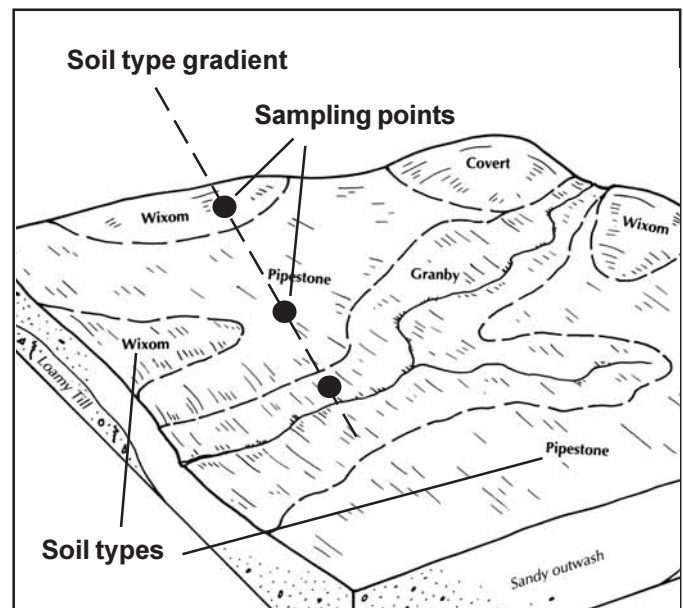 Soil type gradient
Sampling points
Covert
Wixom
Wixom
Pipestone
Granby
Wixom
Loamy Till
Pipestone
Soil types
Sandy outwash